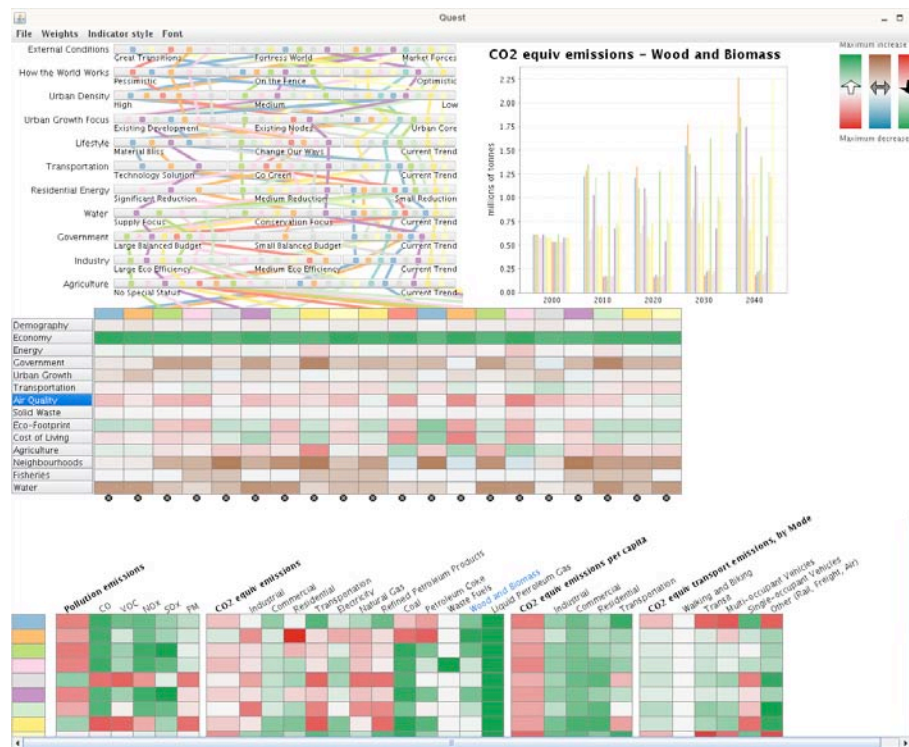 Quest
File Weights Indicator style Font
External Conditions
Great Transitions Fortress World Market Forces
How the World Works
Pessimistic On the Fence Optimistic
Urban Density
High Medium Low
Urban Growth Focus
Existing Development Existing Nodes Urban Core
Lifestyle
Material Bliss Change Our Ways Current Trend
Transportation
Technology Solution Go Green Current Trend
Residential Energy
Significant Reduction Medium Reduction Small Reduction
Water
Supply Focus Conservation Focus Current Trend
Government
Large Balanced Budget Small Balanced Budget Current Trend
Industry
Large Eco Efficiency Medium Eco Efficiency Current Trend
Agriculture
No Special Status Current Trend
CO2 equiv emissions – Wood and Biomass
millions of tonnes
2.25
2.00
1.75
1.50
1.25
1.00
0.75
0.50
0.25
0.00
2000 2010 2020 2030 2040
Maximum increase
Maximum decrease
Demography
Economy
Energy
Government
Urban Growth
Transportation
Air Quality
Solid Waste
Eco-Footprint
Cost of Living
Agriculture
Neighbourhoods
Fisheries
Water
Pollution emissions
CO
VOC
NOx
SOx
PM
CO2 equiv emissions
Industrial
Commercial
Residential
Transportation
Electricity
Natural Gas
Refined Petroleum Products
Coal
Petroleum Coke
Waste Fuels
Wood and Biomass
Liquid Petroleum Gas
CO2 equiv emissions per capita
Industrial
Commercial
Residential
Transportation
CO2 equiv transport emissions, by Mode
Walking and Biking
Transit
Multi-occupant Vehicles
Single-occupant Vehicles
Other (Rail, Freight, Air)